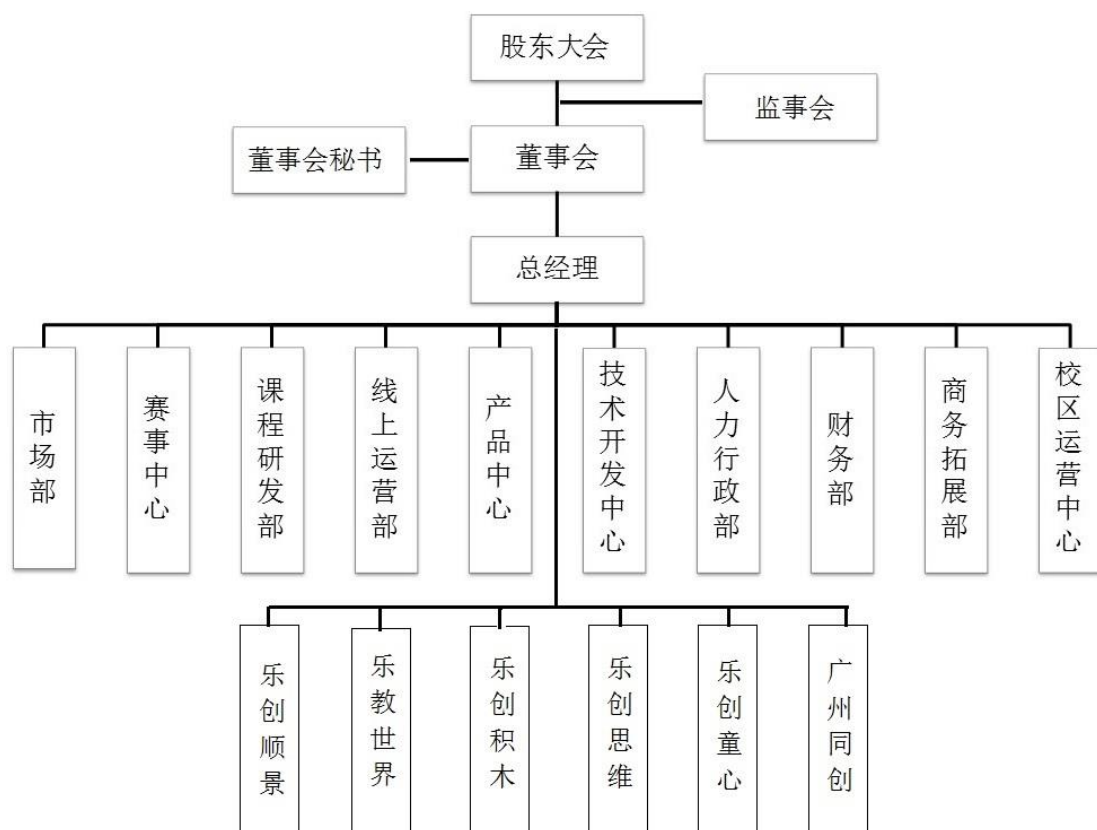 股东大会
监事会
董事会秘书
董事会
总经理
市场部
赛事中心
课程研发部
线上运营部
产品中心
技术开发中心
人力行政部
财务部
商务拓展部
校区运营中心
乐创顺景
乐教世界
乐创积木
乐创思维
乐创童心
广州同创